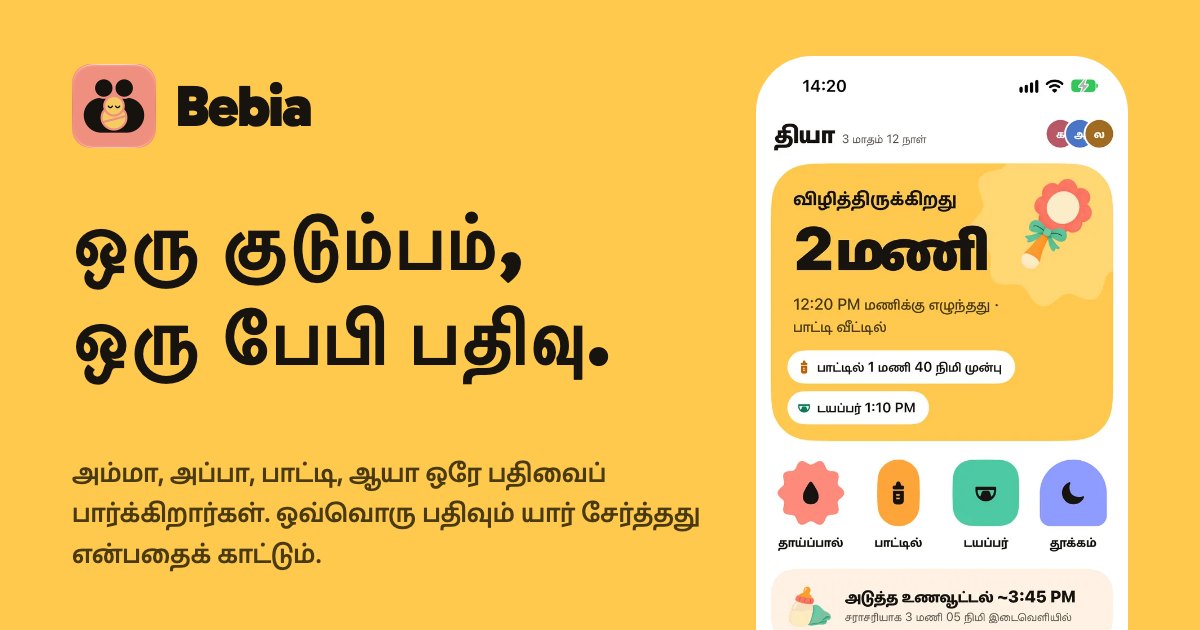 Bebia
ஒரு குடும்பம்,
ஒரு பேபி பதிவு.
அம்மா, அப்பா, பாட்டி, ஆயா ஒரே பதிவைப்
பார்க்கிறார்கள். ஒவ்வொரு பதிவும் யார் சேர்த்தது
என்பதைக் காட்டும்.
14:20
தியா 3 மாதம் 12 நாள்
க அ ல
விழித்திருக்கிறது
2 மணி
12:20 PM மணிக்கு எழுந்தது ·
பாட்டி வீட்டில்
பாட்டில் 1 மணி 40 நிமி முன்பு
டயப்பர் 1:10 PM
தாய்ப்பால் பாட்டில் டயப்பர் தூக்கம்
அடுத்த உணவூட்டல் ~3:45 PM
சராசரியாக 3 மணி 05 நிமி இடைவெளியில்